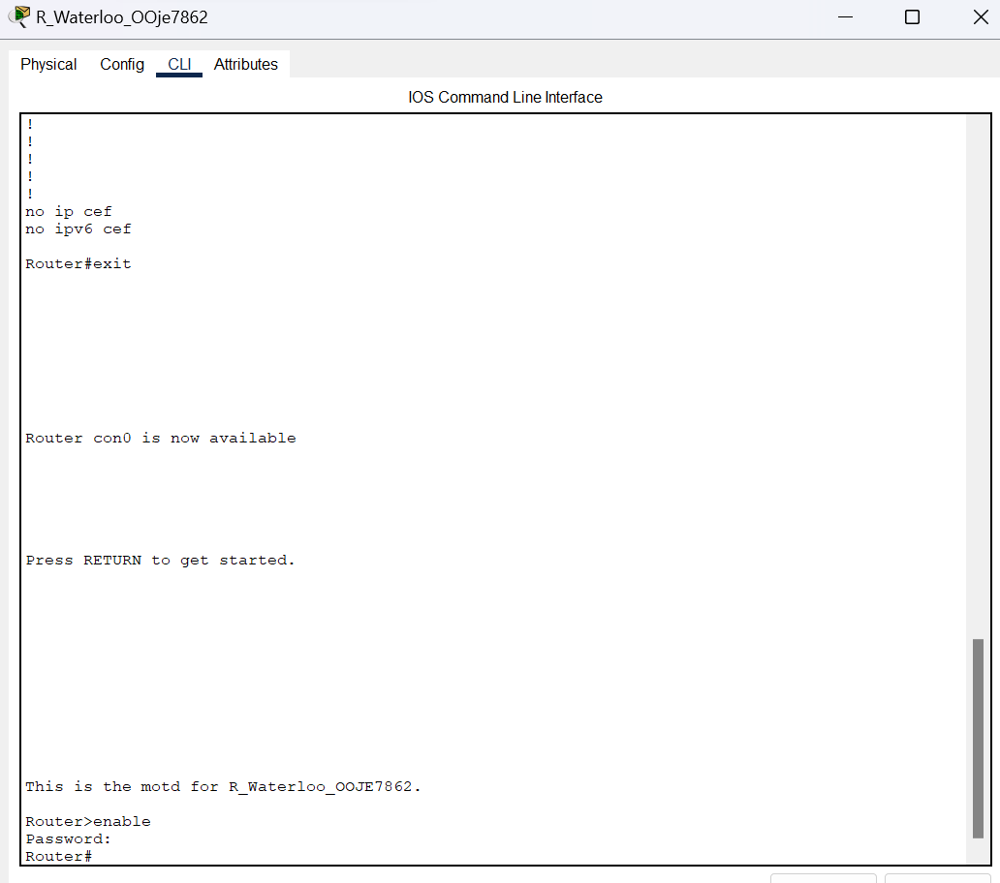 R_Waterloo_OOje7862
Physical Config CLI Attributes
IOS Command Line Interface
!
!
!
!
!
no ip cef
no ipv6 cef
Router#exit
Router con0 is now available
Press RETURN to get started.
This is the motd for R_Waterloo_OOJE7862.
Router>enable
Password:
Router#